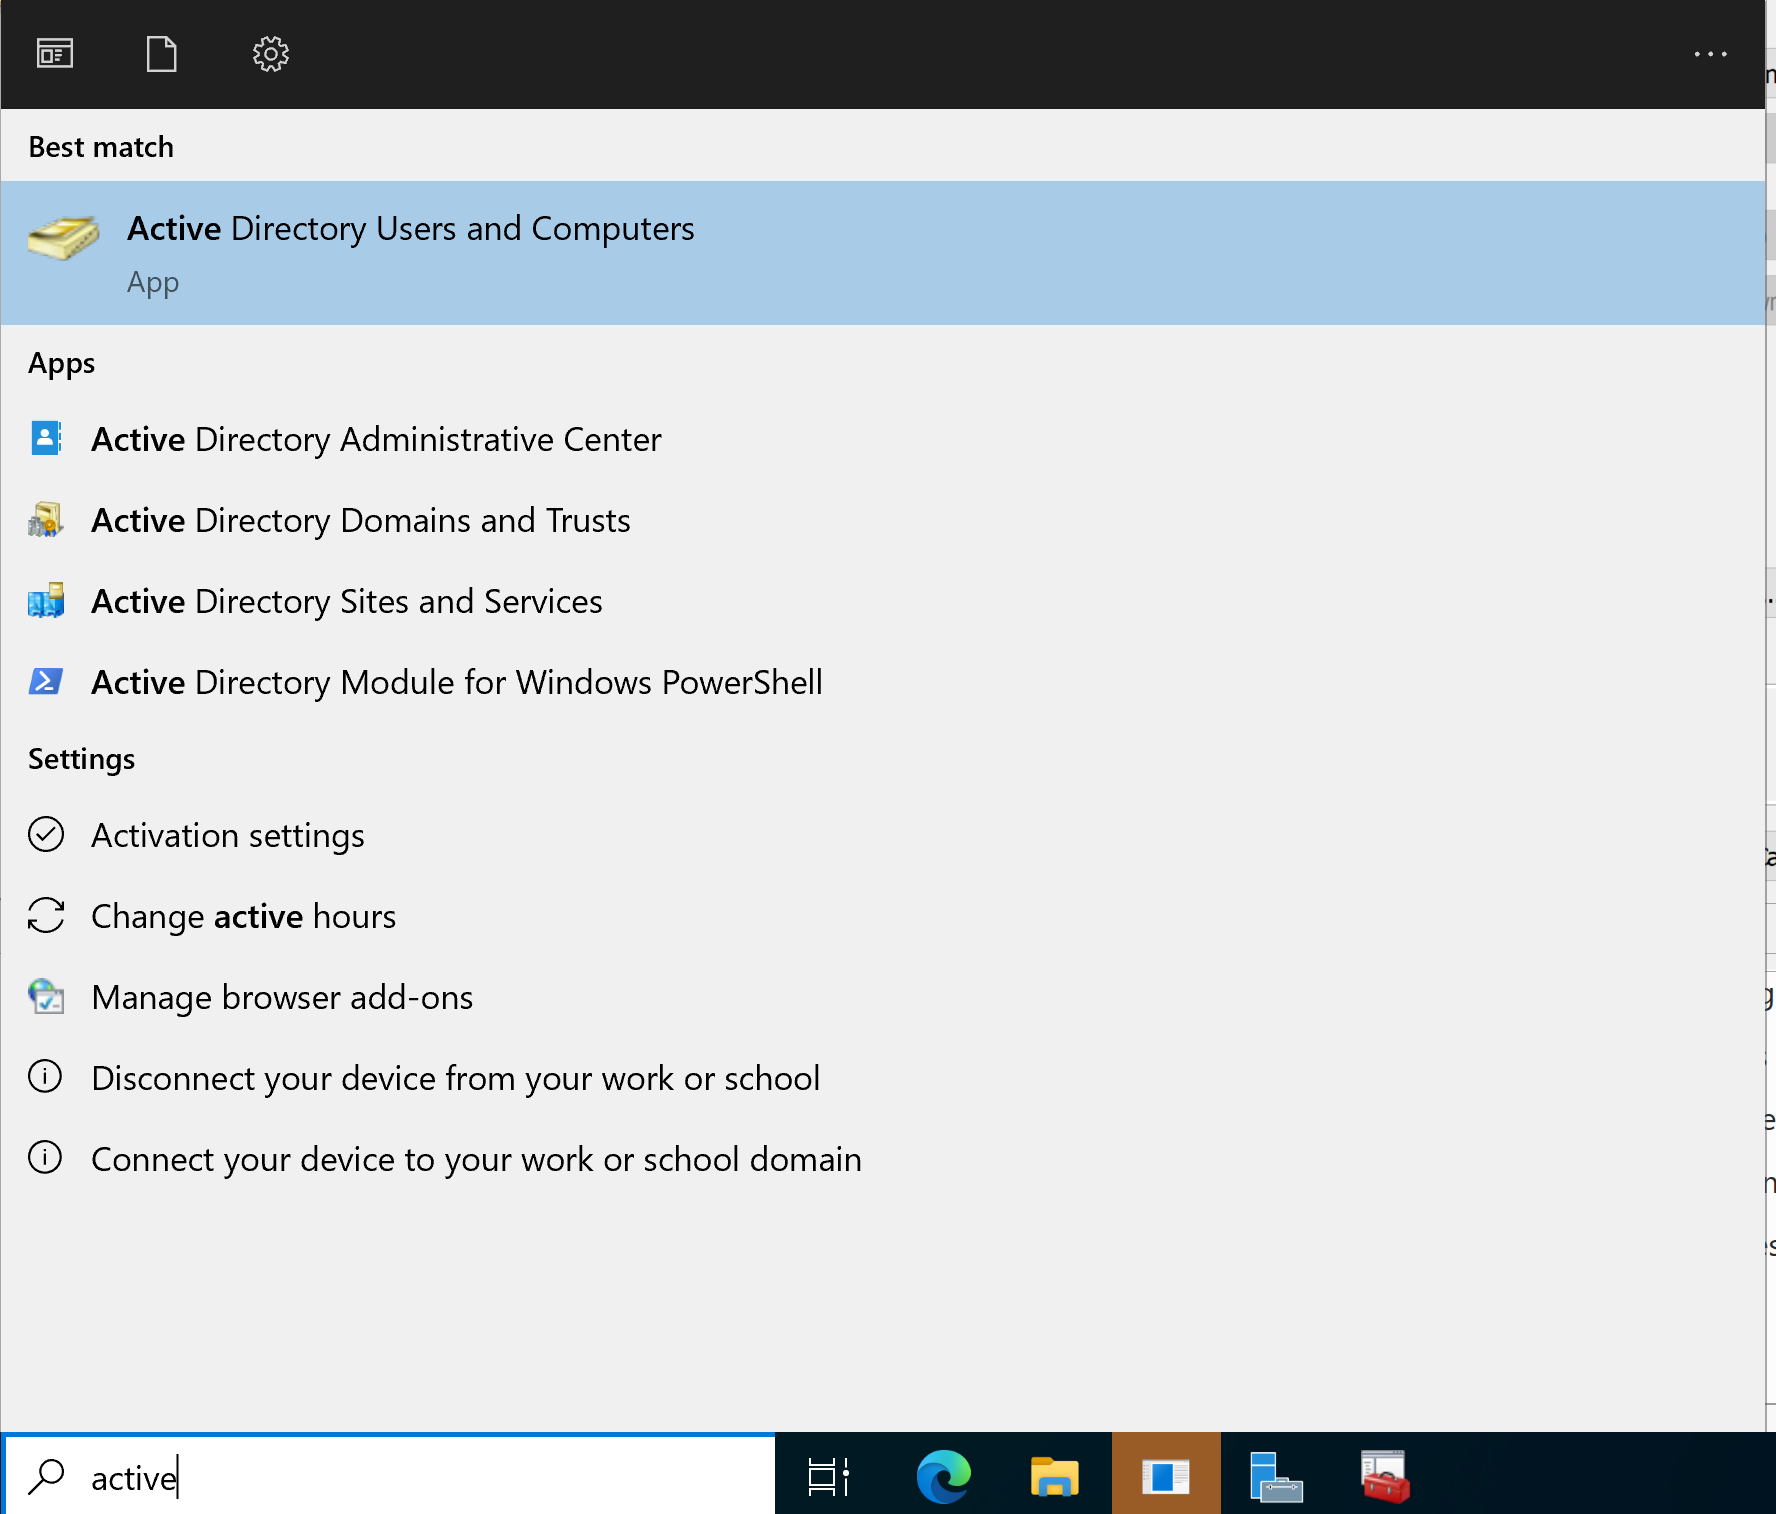 Best match
Active Directory Users and Computers
App
Apps
Active Directory Administrative Center
Active Directory Domains and Trusts
Active Directory Sites and Services
Active Directory Module for Windows PowerShell
Settings
Activation settings
Change active hours
Manage browser add-ons
Disconnect your device from your work or school
Connect your device to your work or school domain
active